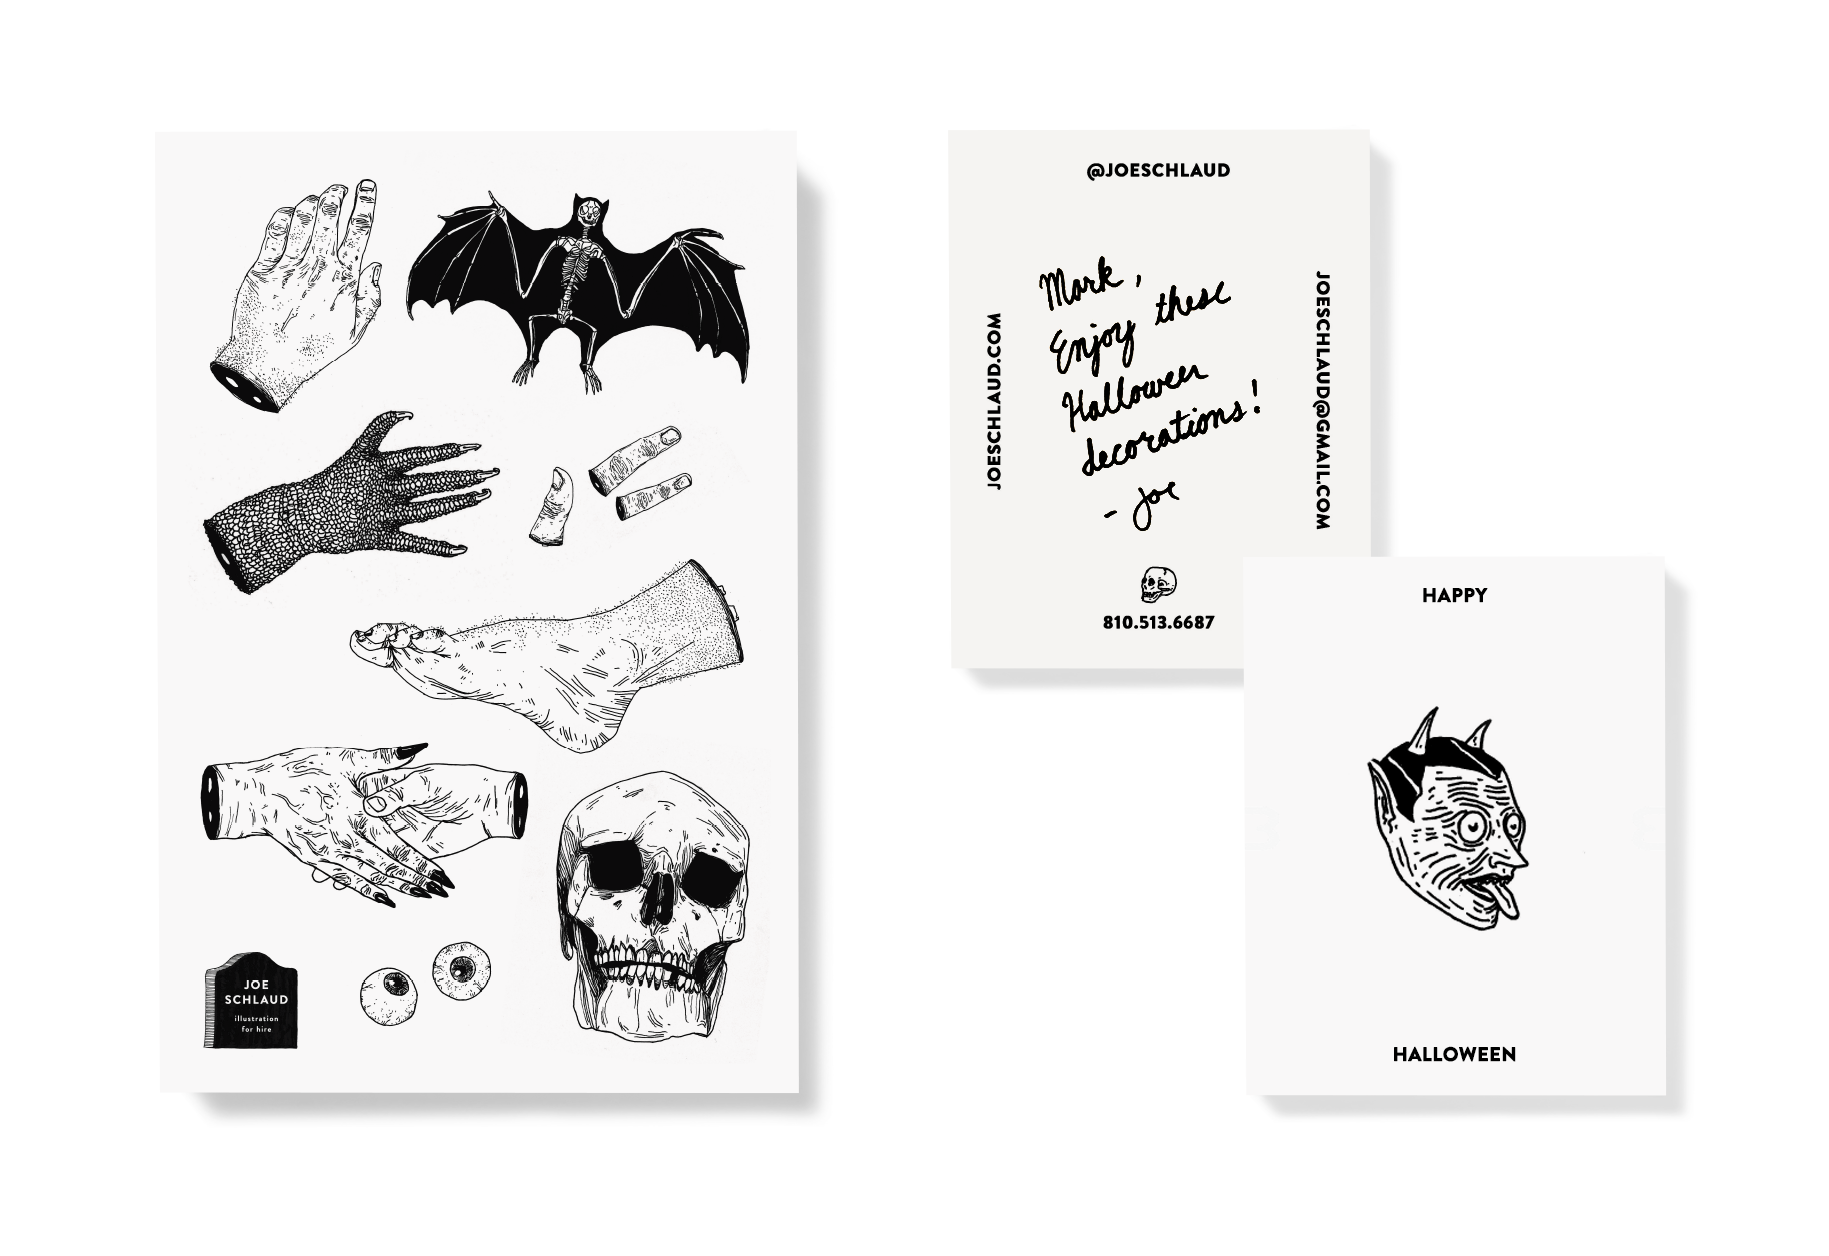 JOE
SCHLAUD
illustration
for hire
@JOESCHLAUD
JOESCHLAUD.COM
Mark,
Enjoy these
Halloween
decorations!
- Joe
JOESCHLAUD@GMAIL.COM
810.513.6687
HAPPY
HALLOWEEN